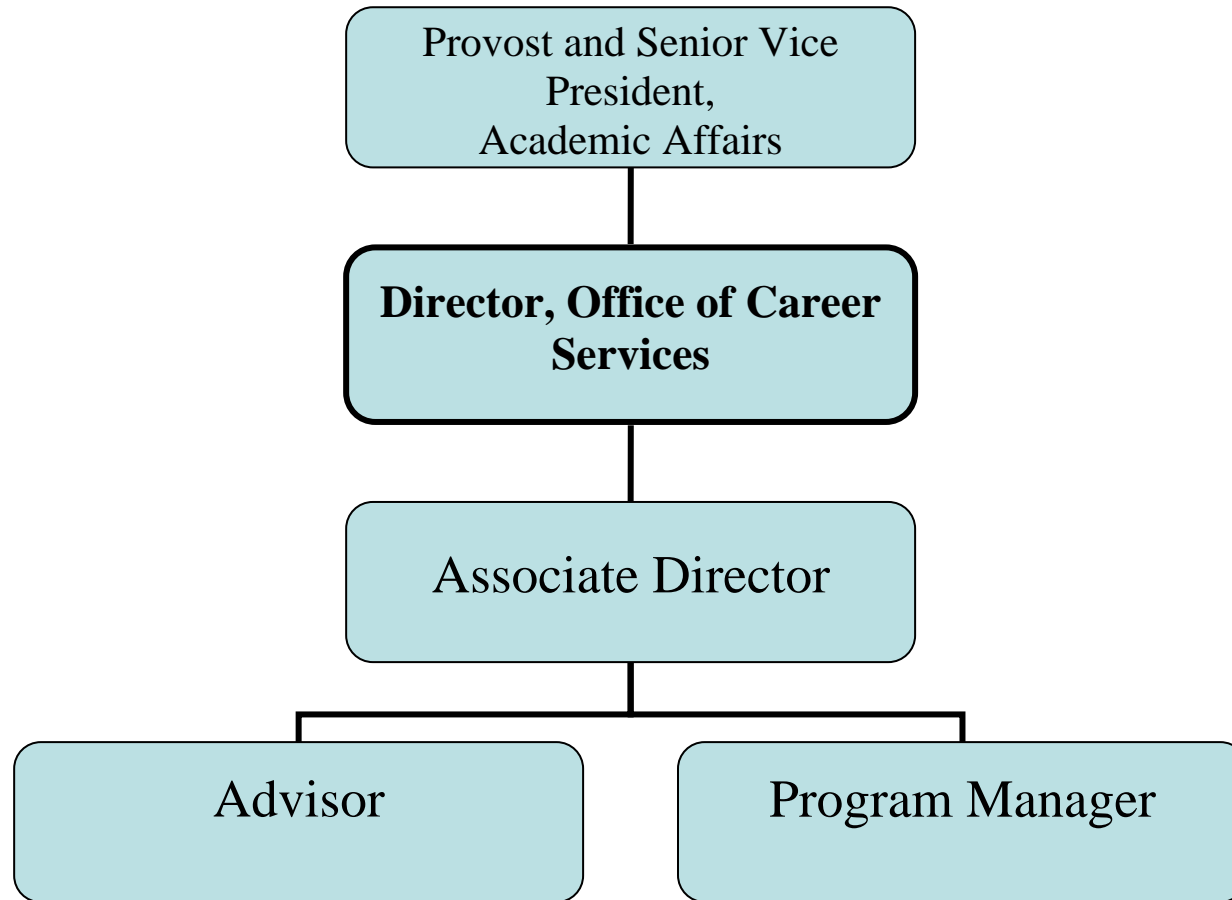 Provost and Senior Vice
President,
Academic Affairs
Director, Office of Career
Services
Associate Director
Advisor
Program Manager